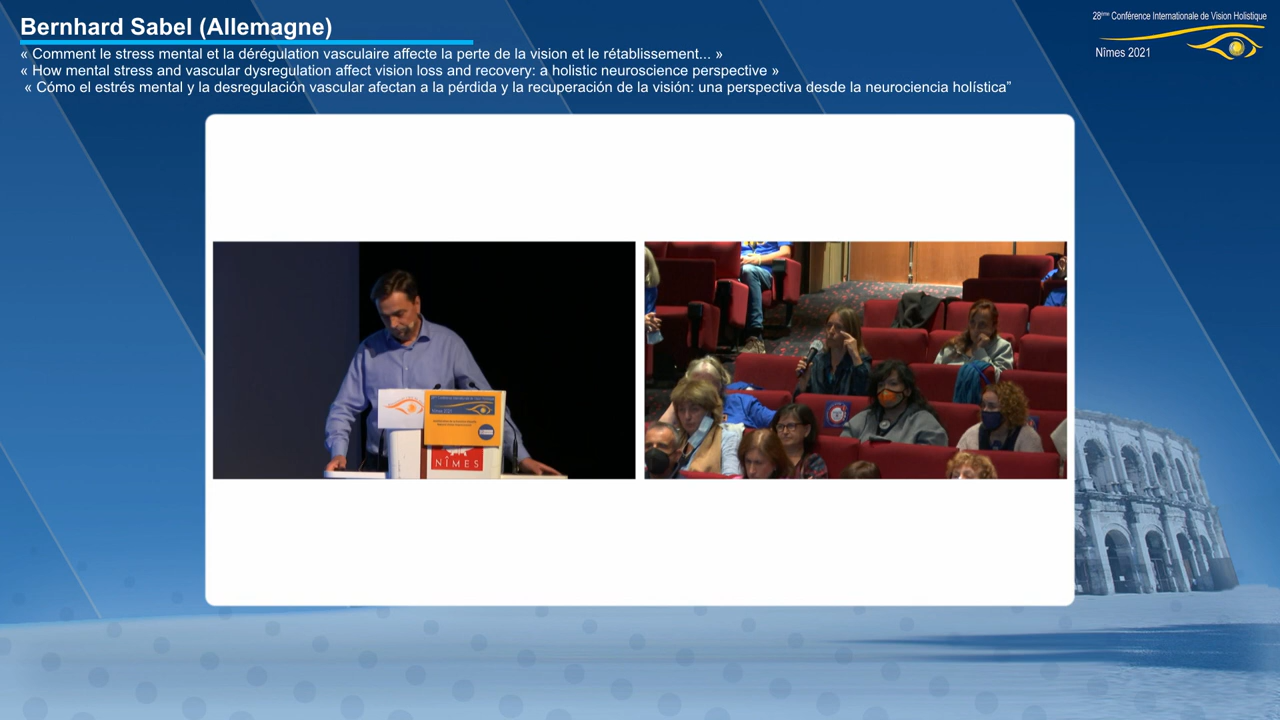 Bernhard Sabel (Allemagne)
« Comment le stress mental et la dérégulation vasculaire affecte la perte de la vision et le rétablissement... »
« How mental stress and vascular dysregulation affect vision loss and recovery: a holistic neuroscience perspective »
« Cómo el estrés mental y la desregulación vascular afectan a la pérdida y la recuperación de la visión: una perspectiva desde la neurociencia holística”
28ème Conférence Internationale de Vision Holistique
Nîmes 2021
NÎMES